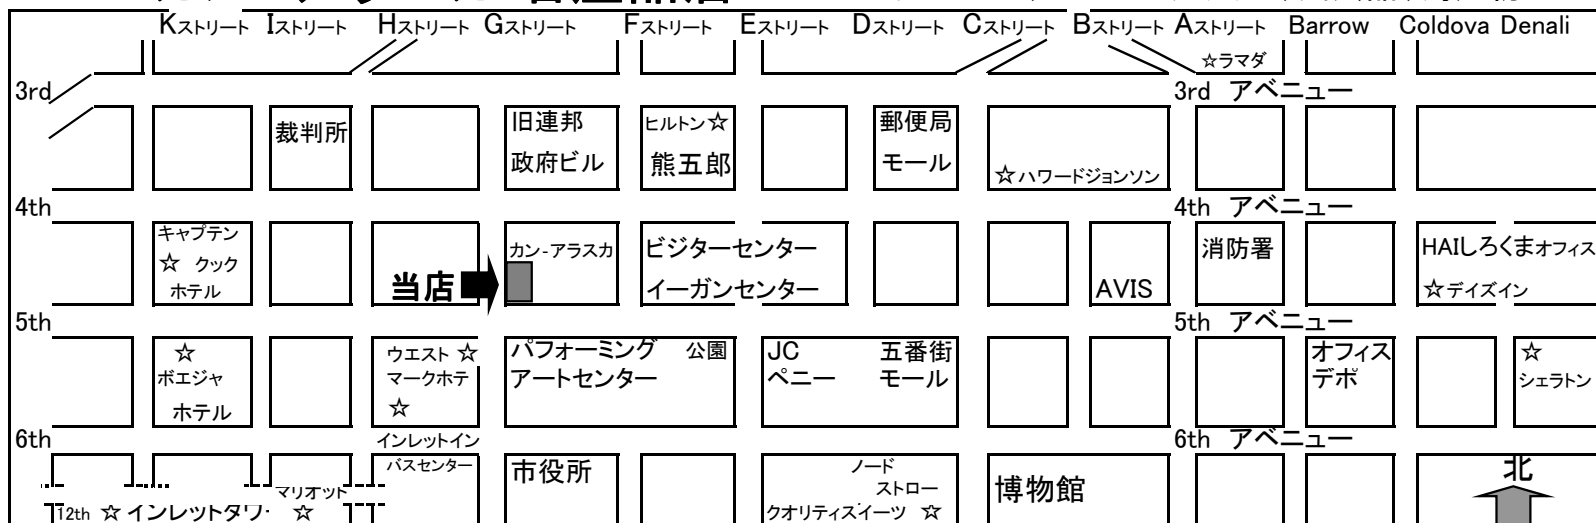 Kストリート Iストリート Hストリート Gストリート Fストリート Eストリート Dストリート Cストリート Bストリート Aストリート Barrow Coldova Denali
☆ラマダ
3rd 3rd アベニュー
裁判所 旧連邦 ヒルトン☆ 郵便局
政府ビル 熊五郎 モール ☆ハワードジョンソン
4th 4th アベニュー
キャプテン カン-アラスカ ビジターセンター 消防署 HAIしろくまオフィス
☆ クック
ホテル 当店 イーガンセンター AVIS ☆デイズイン
5th 5th アベニュー
☆ ウエスト ☆ パフォーミング 公園 JC 五番街 オフィス ☆
ボエジャ マークホテ アートセンター ペニー モール デポ シェラトン
ホテル ☆
6th インレットイン 6th アベニュー
バスセンター 市役所 ノード 北
マリオット ストロー 博物館
12th ☆ インレットタワー ☆ クオリティスイーツ ☆